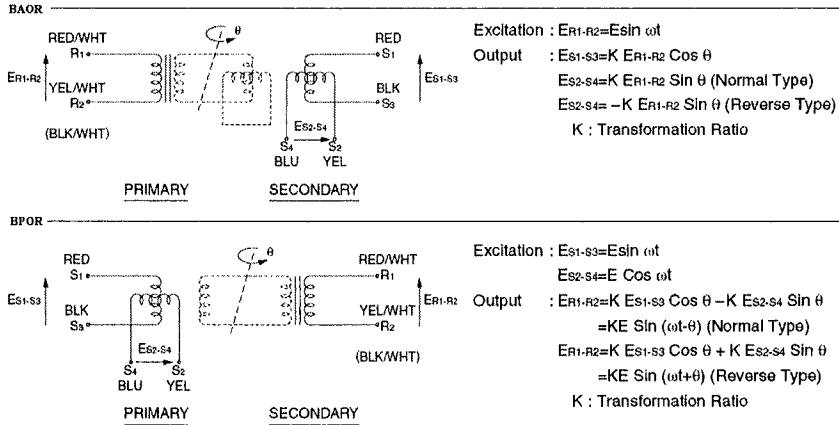 BAOR
RED/WHT
R1
ER1-R2
YEL/WHT
R2
(BLK/WHT)
θ
RED
S1
ES1-S3
BLK
S3
ES2-S4
S4 S2
BLU YEL
PRIMARY SECONDARY
Excitation : ER1-R2=Esin ωt
Output : ES1-S3=K ER1-R2 Cos θ
ES2-S4=K ER1-R2 Sin θ (Normal Type)
ES2-S4= -K ER1-R2 Sin θ (Reverse Type)
K : Transformation Ratio
BPOR
RED
S1
ES1-S3
BLK
S3
ES2-S4
S4 S2
BLU YEL
θ
RED/WHT
R1
ER1-R2
YEL/WHT
R2
(BLK/WHT)
PRIMARY SECONDARY
Excitation : ES1-S3=Esin ωt
ES2-S4=E Cos ωt
Output : ER1-R2=K ES1-S3 Cos θ -K ES2-S4 Sin θ
=KE Sin (ωt-θ) (Normal Type)
ER1-R2=K ES1-S3 Cos θ + K ES2-S4 Sin θ
=KE Sin (ωt+θ) (Reverse Type)
K : Transformation Ratio